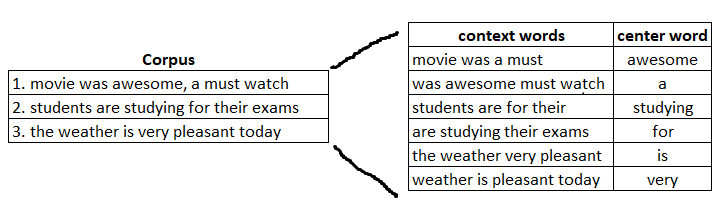 Corpus
1. movie was awesome, a must watch
2. students are studying for their exams
3. the weather is very pleasant today
context words center word
movie was a must awesome
was awesome must watch a
students are for their studying
are studying their exams for
the weather very pleasant is
weather is pleasant today very